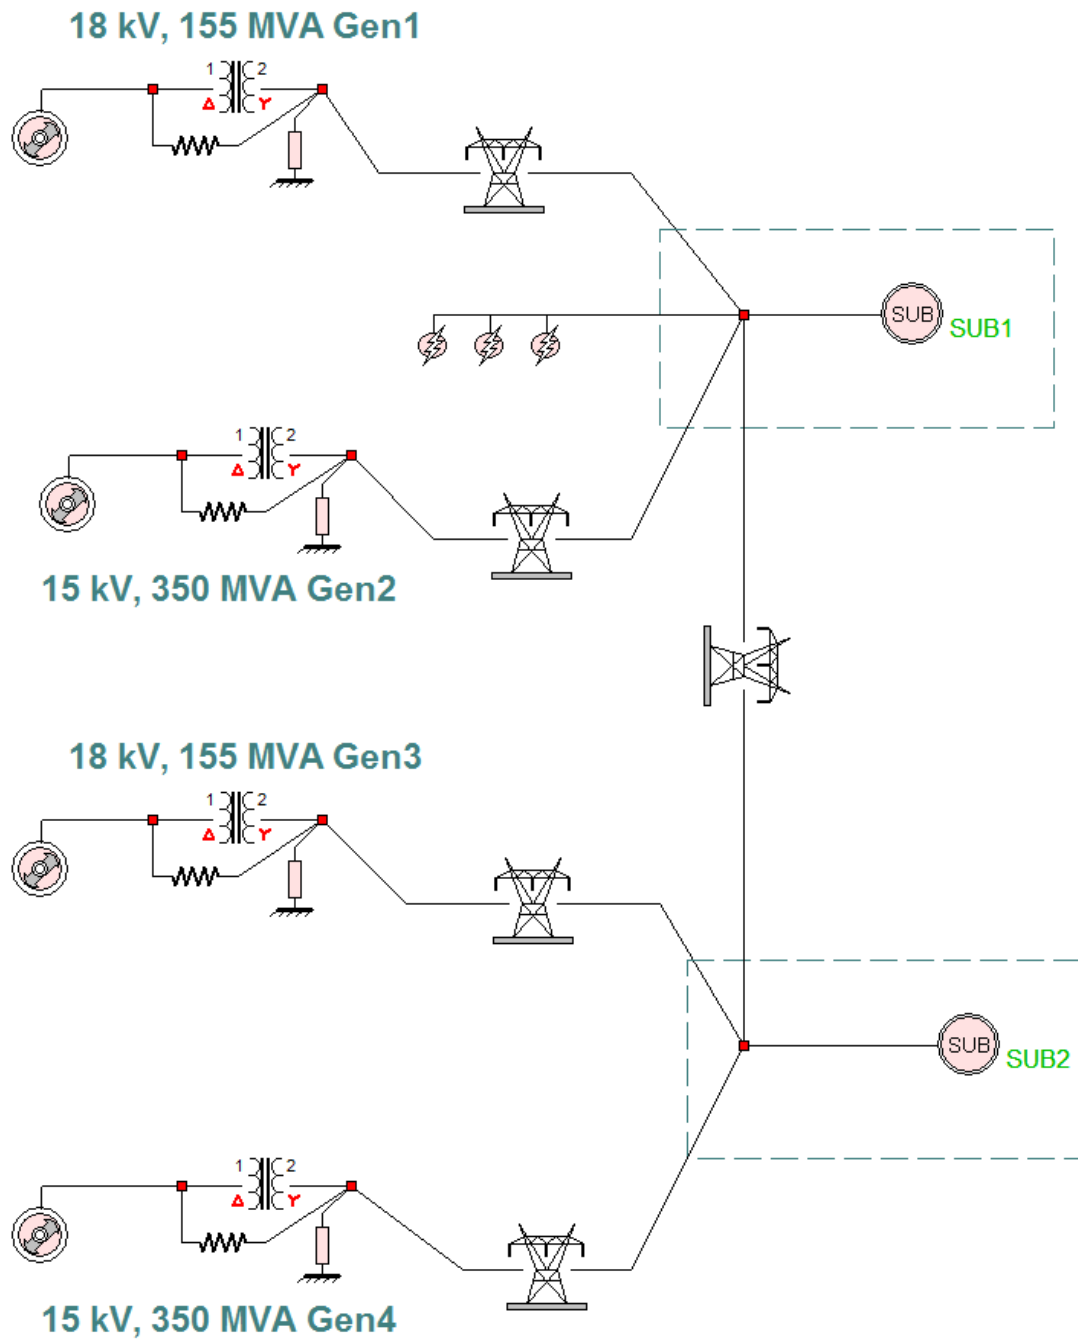 18 kV, 155 MVA Gen1
1 2
Δ Y
SUB
SUB1
1 2
Δ Y
15 kV, 350 MVA Gen2
18 kV, 155 MVA Gen3
1 2
Δ Y
SUB
SUB2
1 2
Δ Y
15 kV, 350 MVA Gen4